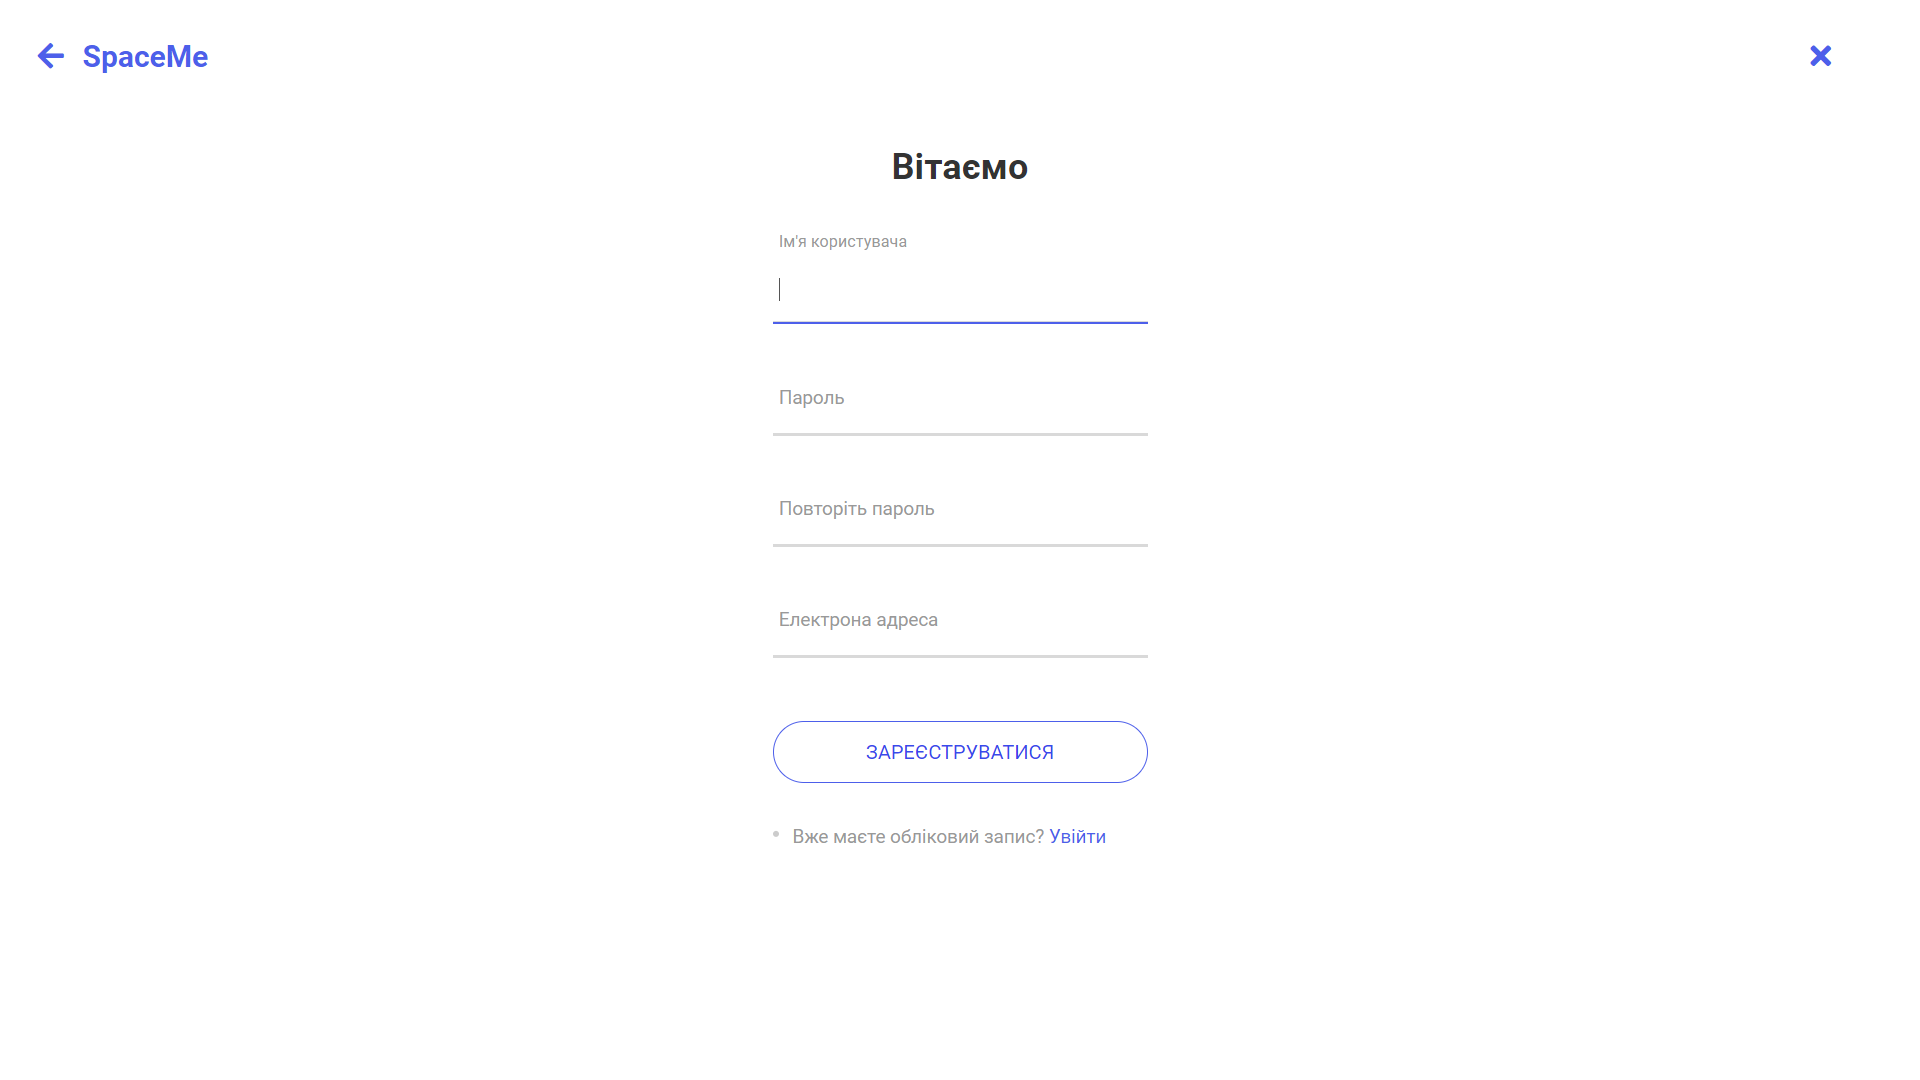 SpaceMe
Вітаємо
Ім'я користувача
Пароль
Повторіть пароль
Електрона адреса
ЗАРЕЄСТРУВАТИСЯ
Вже маєте обліковий запис? Увійти